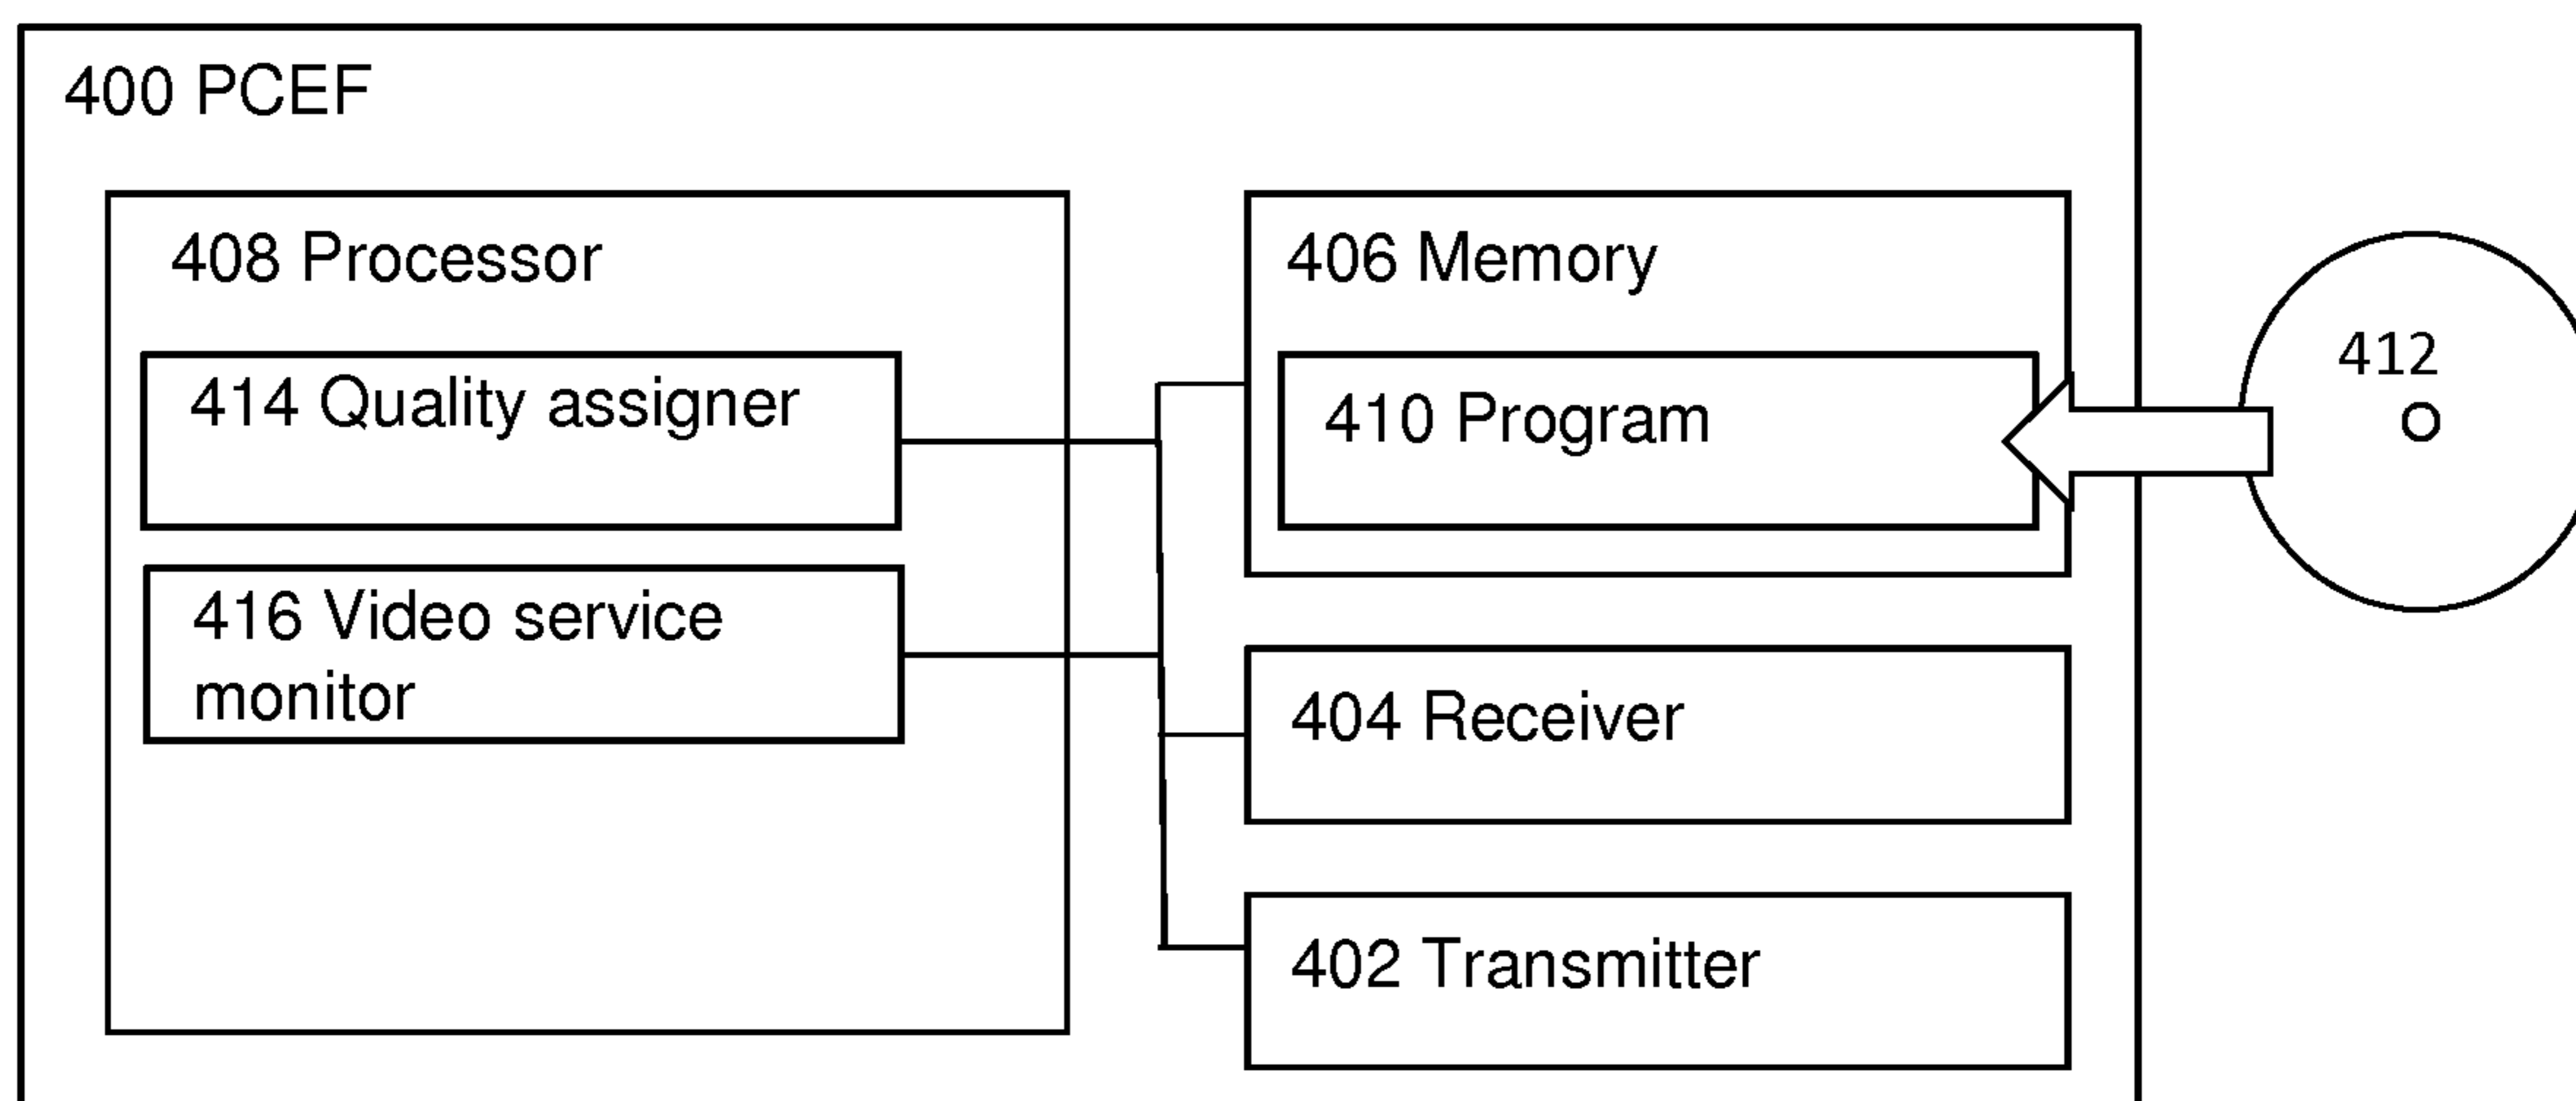 400 PCEF
408 Processor
414 Quality assigner
416 Video service
monitor
406 Memory
410 Program
404 Receiver
402 Transmitter
412